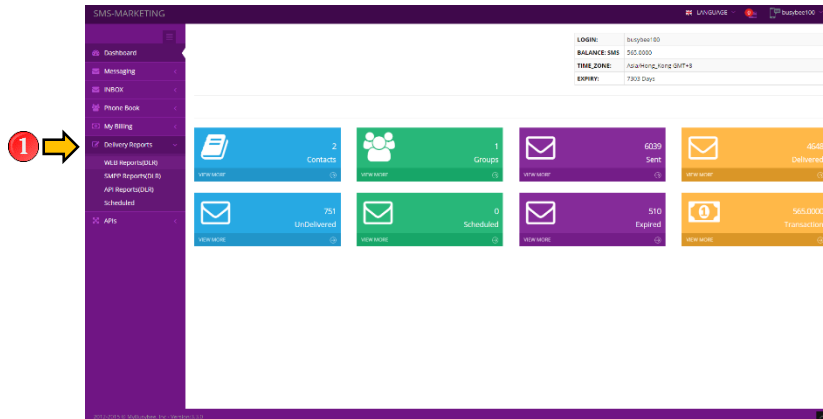 SMS-MARKETING
LANGUAGE
busybee100
LOGIN: busybee100
BALANCE: SMS 565.0000
TIME_ZONE: Asia/Hong_Kong GMT+8
EXPIRY: 7303 Days
Dashboard
Messaging
INBOX
Phone Book
My Billing
1
Delivery Reports
WEB Reports(DLR)
SMPP Reports(DLR)
API Reports(DLR)
Scheduled
APIs
2
Contacts
VIEW MORE
1
Groups
VIEW MORE
6039
Sent
VIEW MORE
4648
Delivered
VIEW MORE
751
UnDelivered
VIEW MORE
0
Scheduled
VIEW MORE
510
Expired
VIEW MORE
565.0000
Transaction
VIEW MORE